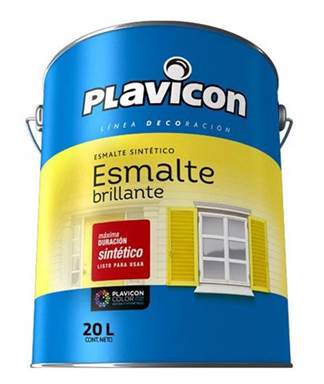 PLAVICON
LÍNEA DECORACIÓN
ESMALTE SINTÉTICO
Esmalte
brillante
máxima
DURACIÓN
sintético
LISTO PARA USAR
PLAVICON
COLOR
20 L
CONT. NETO